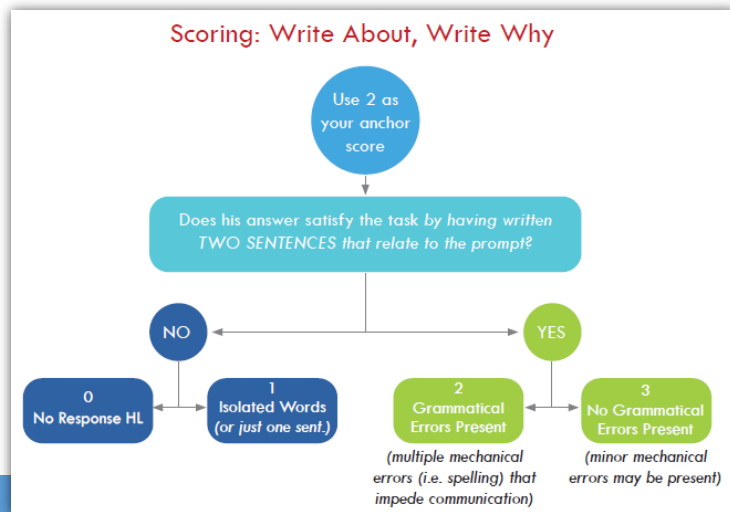 Scoring: Write About, Write Why
Use 2 as
your anchor
score
Does his answer satisfy the task by having written
TWO SENTENCES that relate to the prompt?
NO
YES
0
No Response HL
1
Isolated Words
(or just one sent.)
2
Grammatical
Errors Present
3
No Grammatical
Errors Present
(multiple mechanical
errors (i.e. spelling) that
impede communication)
(minor mechanical
errors may be present)